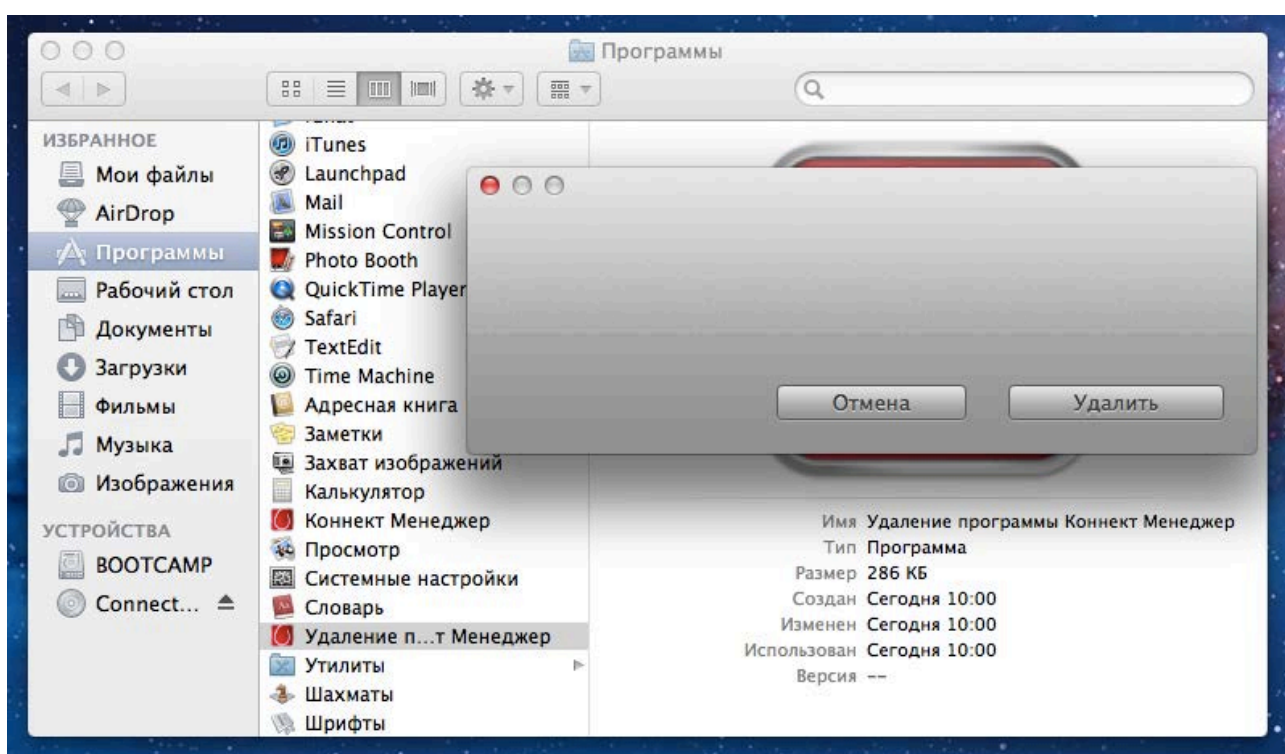 Программы
ИЗБРАННОЕ
Мои файлы
AirDrop
Программы
Рабочий стол
Документы
Загрузки
Фильмы
Музыка
Изображения
УСТРОЙСТВА
BOOTCAMP
Connect...
iTunes
Launchpad
Mail
Mission Control
Photo Booth
QuickTime Player
Safari
TextEdit
Time Machine
Адресная книга
Заметки
Захват изображений
Калькулятор
Коннект Менеджер
Просмотр
Системные настройки
Словарь
Удаление п...т Менеджер
Утилиты
Шахматы
Шрифты
Отмена
Удалить
Имя Удаление программы Коннект Менеджер
Тип Программа
Размер 286 КБ
Создан Сегодня 10:00
Изменен Сегодня 10:00
Использован Сегодня 10:00
Версия --